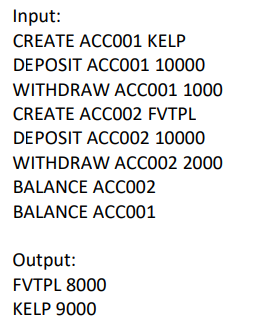 Input:
CREATE ACC001 KELP
DEPOSIT ACC001 10000
WITHDRAW ACC001 1000
CREATE ACC002 FVTPL
DEPOSIT ACC002 10000
WITHDRAW ACC002 2000
BALANCE ACC002
BALANCE ACC001

Output:
FVTPL 8000
KELP 9000